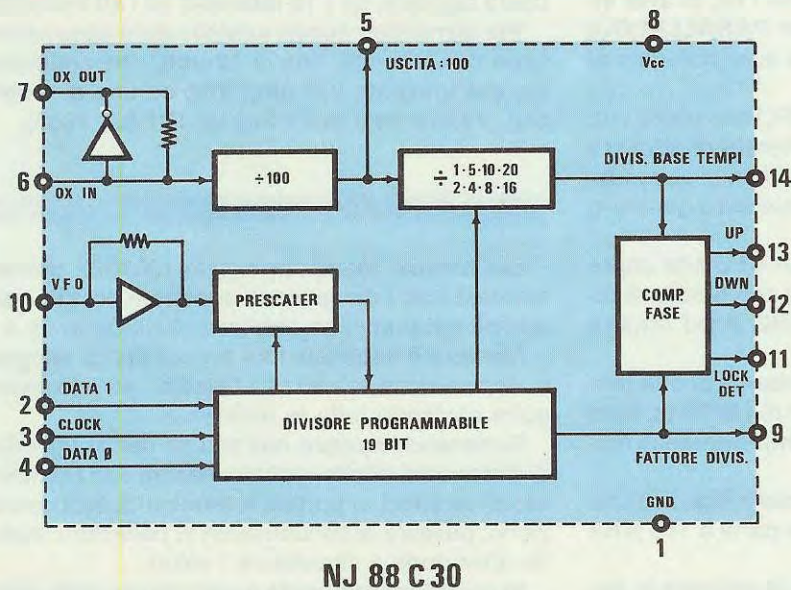 5
8
OX OUT
USCITA : 100
Vcc
7
6
OX IN
÷100
÷ 1·5·10·20
2·4·8·16
DIVIS. BASE TEMPI
14
UP
13
VFO
10
PRESCALER
COMP.
FASE
DWN
12
11
LOCK
DET
DATA 1
2
CLOCK
3
DATA Ø
4
DIVISORE PROGRAMMABILE
19 BIT
9
FATTORE DIVIS.
GND
1
NJ 88 C 30